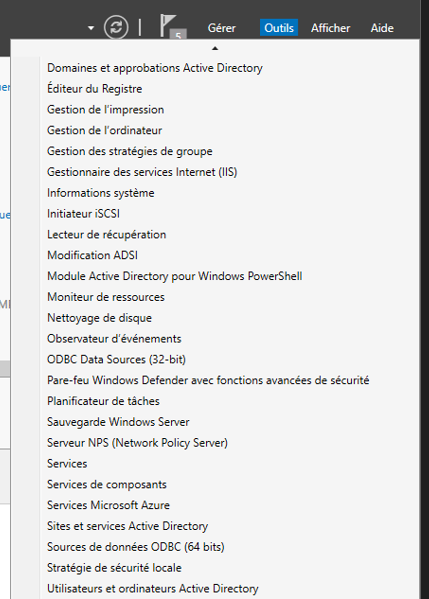 5 Gérer Outils Afficher Aide
Domaines et approbations Active Directory
Éditeur du Registre
Gestion de l'impression
Gestion de l'ordinateur
Gestion des stratégies de groupe
Gestionnaire des services Internet (IIS)
Informations système
Initiateur iSCSI
Lecteur de récupération
Modification ADSI
Module Active Directory pour Windows PowerShell
Moniteur de ressources
Nettoyage de disque
Observateur d'événements
ODBC Data Sources (32-bit)
Pare-feu Windows Defender avec fonctions avancées de sécurité
Planificateur de tâches
Sauvegarde Windows Server
Serveur NPS (Network Policy Server)
Services
Services de composants
Services Microsoft Azure
Sites et services Active Directory
Sources de données ODBC (64 bits)
Stratégie de sécurité locale
Utilisateurs et ordinateurs Active Directory